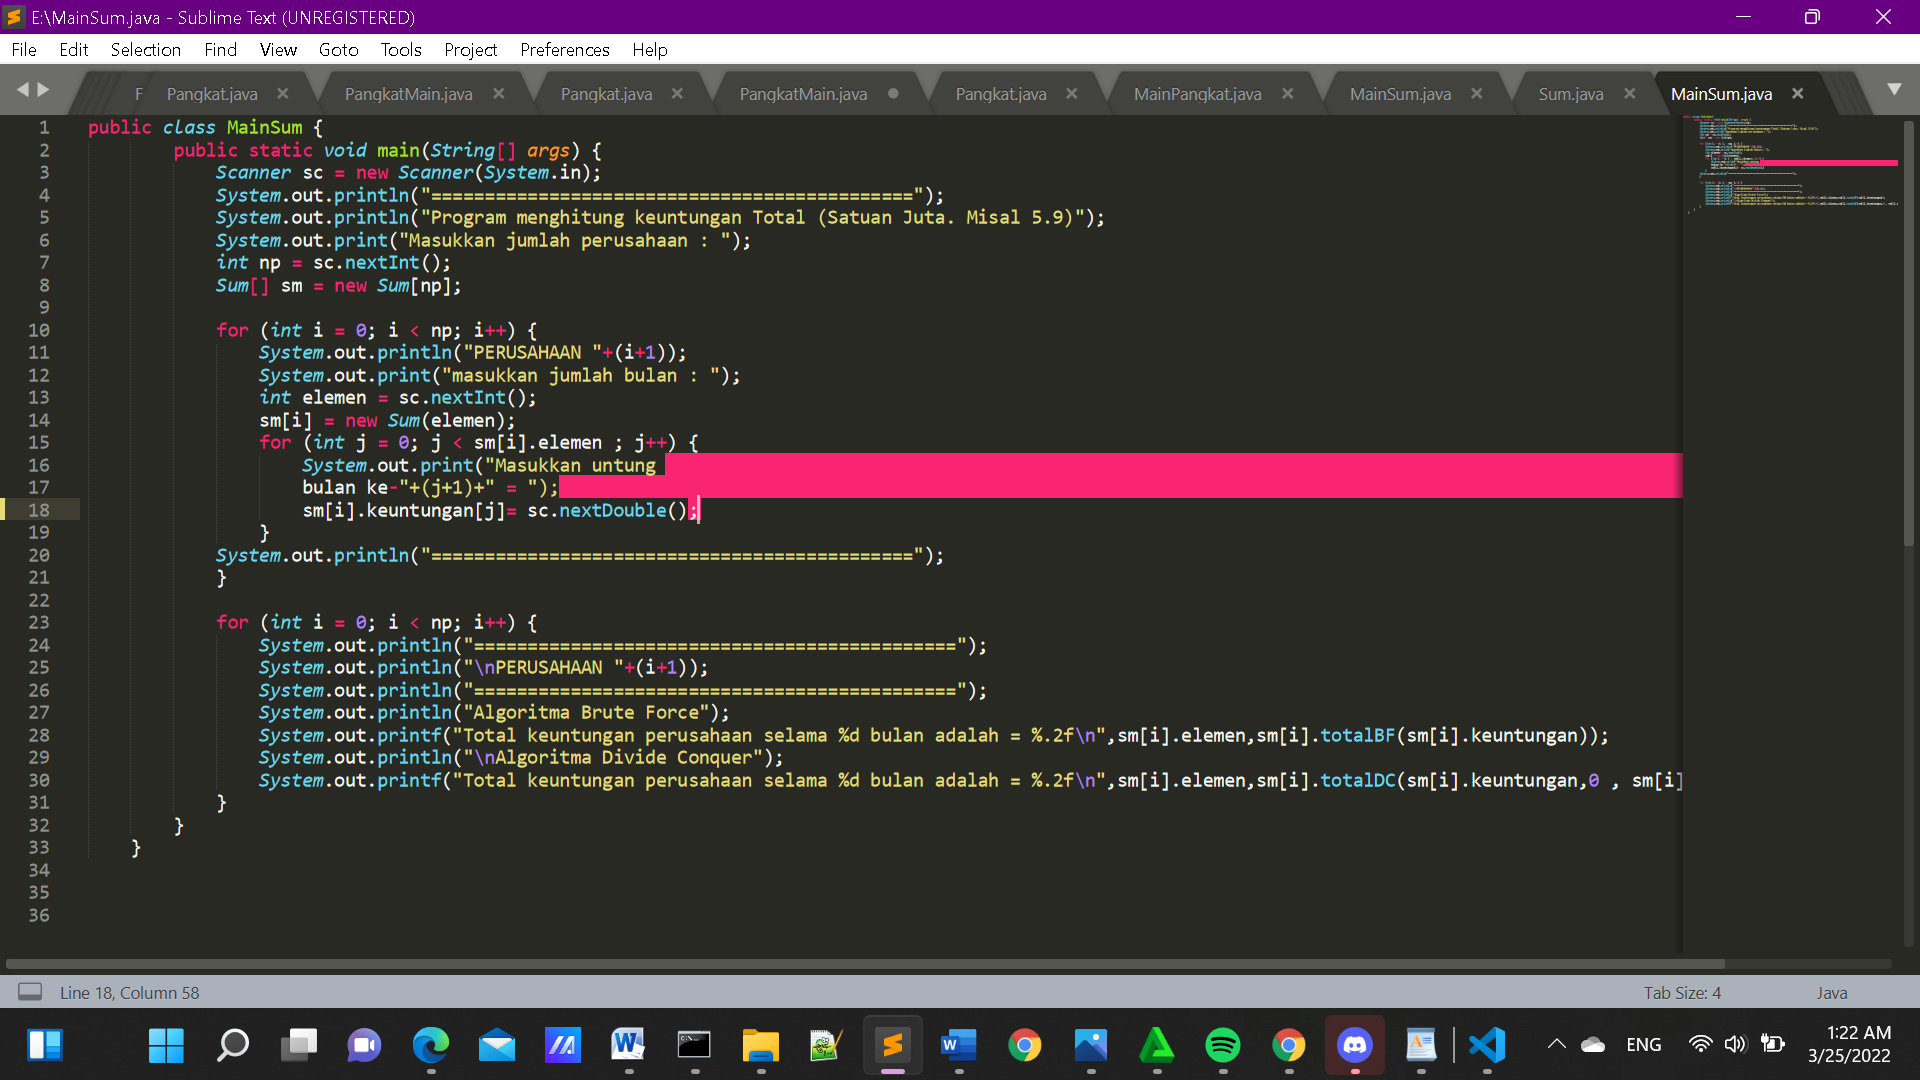 E:\MainSum.java - Sublime Text (UNREGISTERED)
File Edit Selection Find View Goto Tools Project Preferences Help
F Pangkat.java PangkatMain.java Pangkat.java PangkatMain.java Pangkat.java MainPangkat.java MainSum.java Sum.java MainSum.java
1 public class MainSum {
2 public static void main(String[] args) {
3 Scanner sc = new Scanner(System.in);
4 System.out.println("=============================================");
5 System.out.println("Program menghitung keuntungan Total (Satuan Juta. Misal 5.9)");
6 System.out.print("Masukkan jumlah perusahaan : ");
7 int np = sc.nextInt();
8 Sum[] sm = new Sum[np];
9
10 for (int i = 0; i < np; i++) {
11 System.out.println("PERUSAHAAN "+(i+1));
12 System.out.print("masukkan jumlah bulan : ");
13 int elemen = sc.nextInt();
14 sm[i] = new Sum(elemen);
15 for (int j = 0; j < sm[i].elemen ; j++) {
16 System.out.print("Masukkan untung
17 bulan ke-"+(j+1)+" = ");
18 sm[i].keuntungan[j]= sc.nextDouble();
19 }
20 System.out.println("=============================================");
21 }
22
23 for (int i = 0; i < np; i++) {
24 System.out.println("=============================================");
25 System.out.println("\nPERUSAHAAN "+(i+1));
26 System.out.println("=============================================");
27 System.out.println("Algoritma Brute Force");
28 System.out.printf("Total keuntungan perusahaan selama %d bulan adalah = %.2f\n",sm[i].elemen,sm[i].totalBF(sm[i].keuntungan));
29 System.out.println("\nAlgoritma Divide Conquer");
30 System.out.printf("Total keuntungan perusahaan selama %d bulan adalah = %.2f\n",sm[i].elemen,sm[i].totalDC(sm[i].keuntungan,0 , sm[i]
31 }
32 }
33 }
34
35
36
Line 18, Column 58 Tab Size: 4 Java
ENG 1:22 AM
3/25/2022